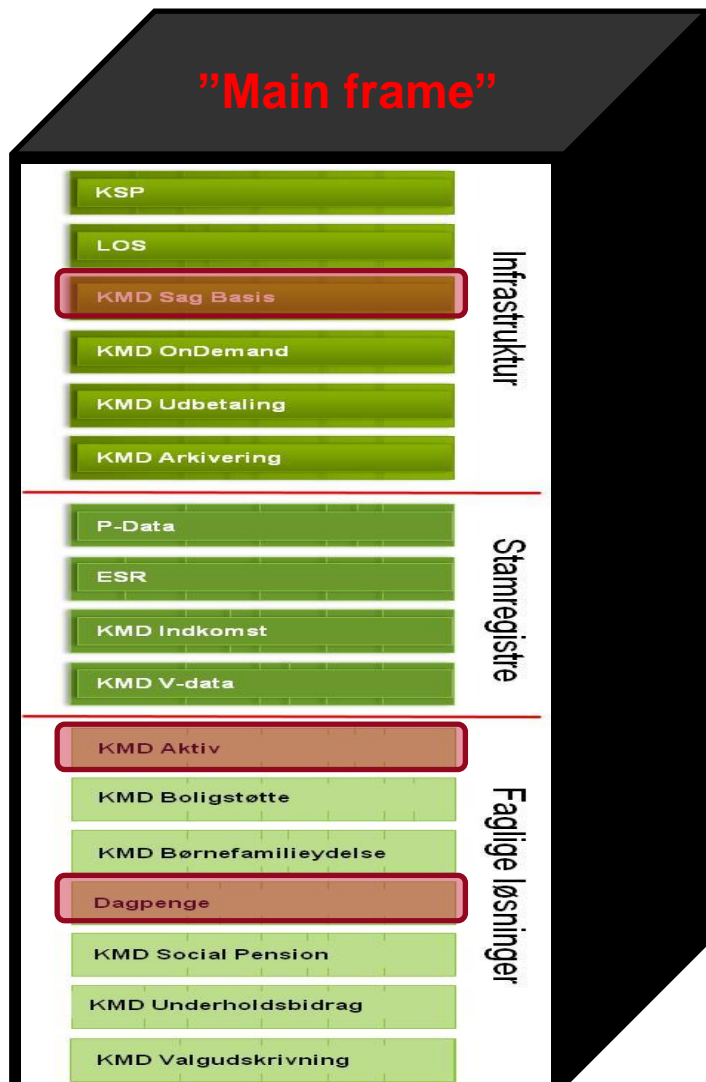 ”Main frame”
KSP
LOS
KMD Sag Basis
KMD OnDemand
KMD Udbetaling
KMD Arkivering
Infrastruktur
P-Data
ESR
KMD Indkomst
KMD V-data
Stamregistre
KMD Aktiv
KMD Boligstøtte
KMD Børnefamilieydelse
Dagpenge
KMD Social Pension
KMD Underholdsbidrag
KMD Valgudskrivning
Faglige løsninger